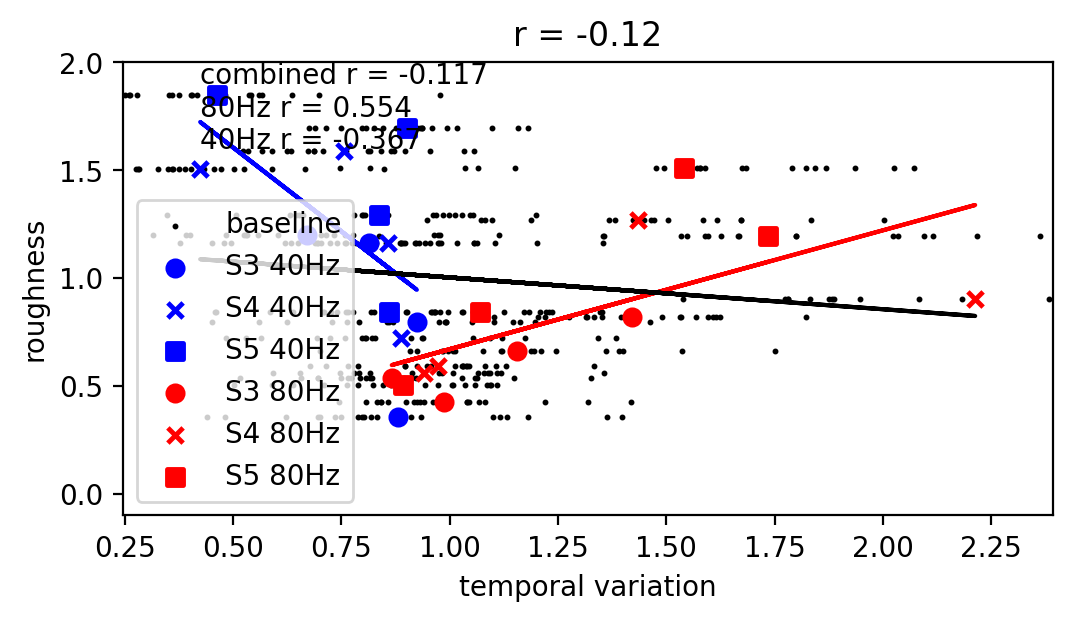 r = -0.12
combined r = -0.117
80Hz r = 0.554
40Hz r = -0.367
2.0
1.5
1.0
0.5
0.0
roughness
baseline
S3 40Hz
S4 40Hz
S5 40Hz
S3 80Hz
S4 80Hz
S5 80Hz
0.25 0.50 0.75 1.00 1.25 1.50 1.75 2.00 2.25
temporal variation